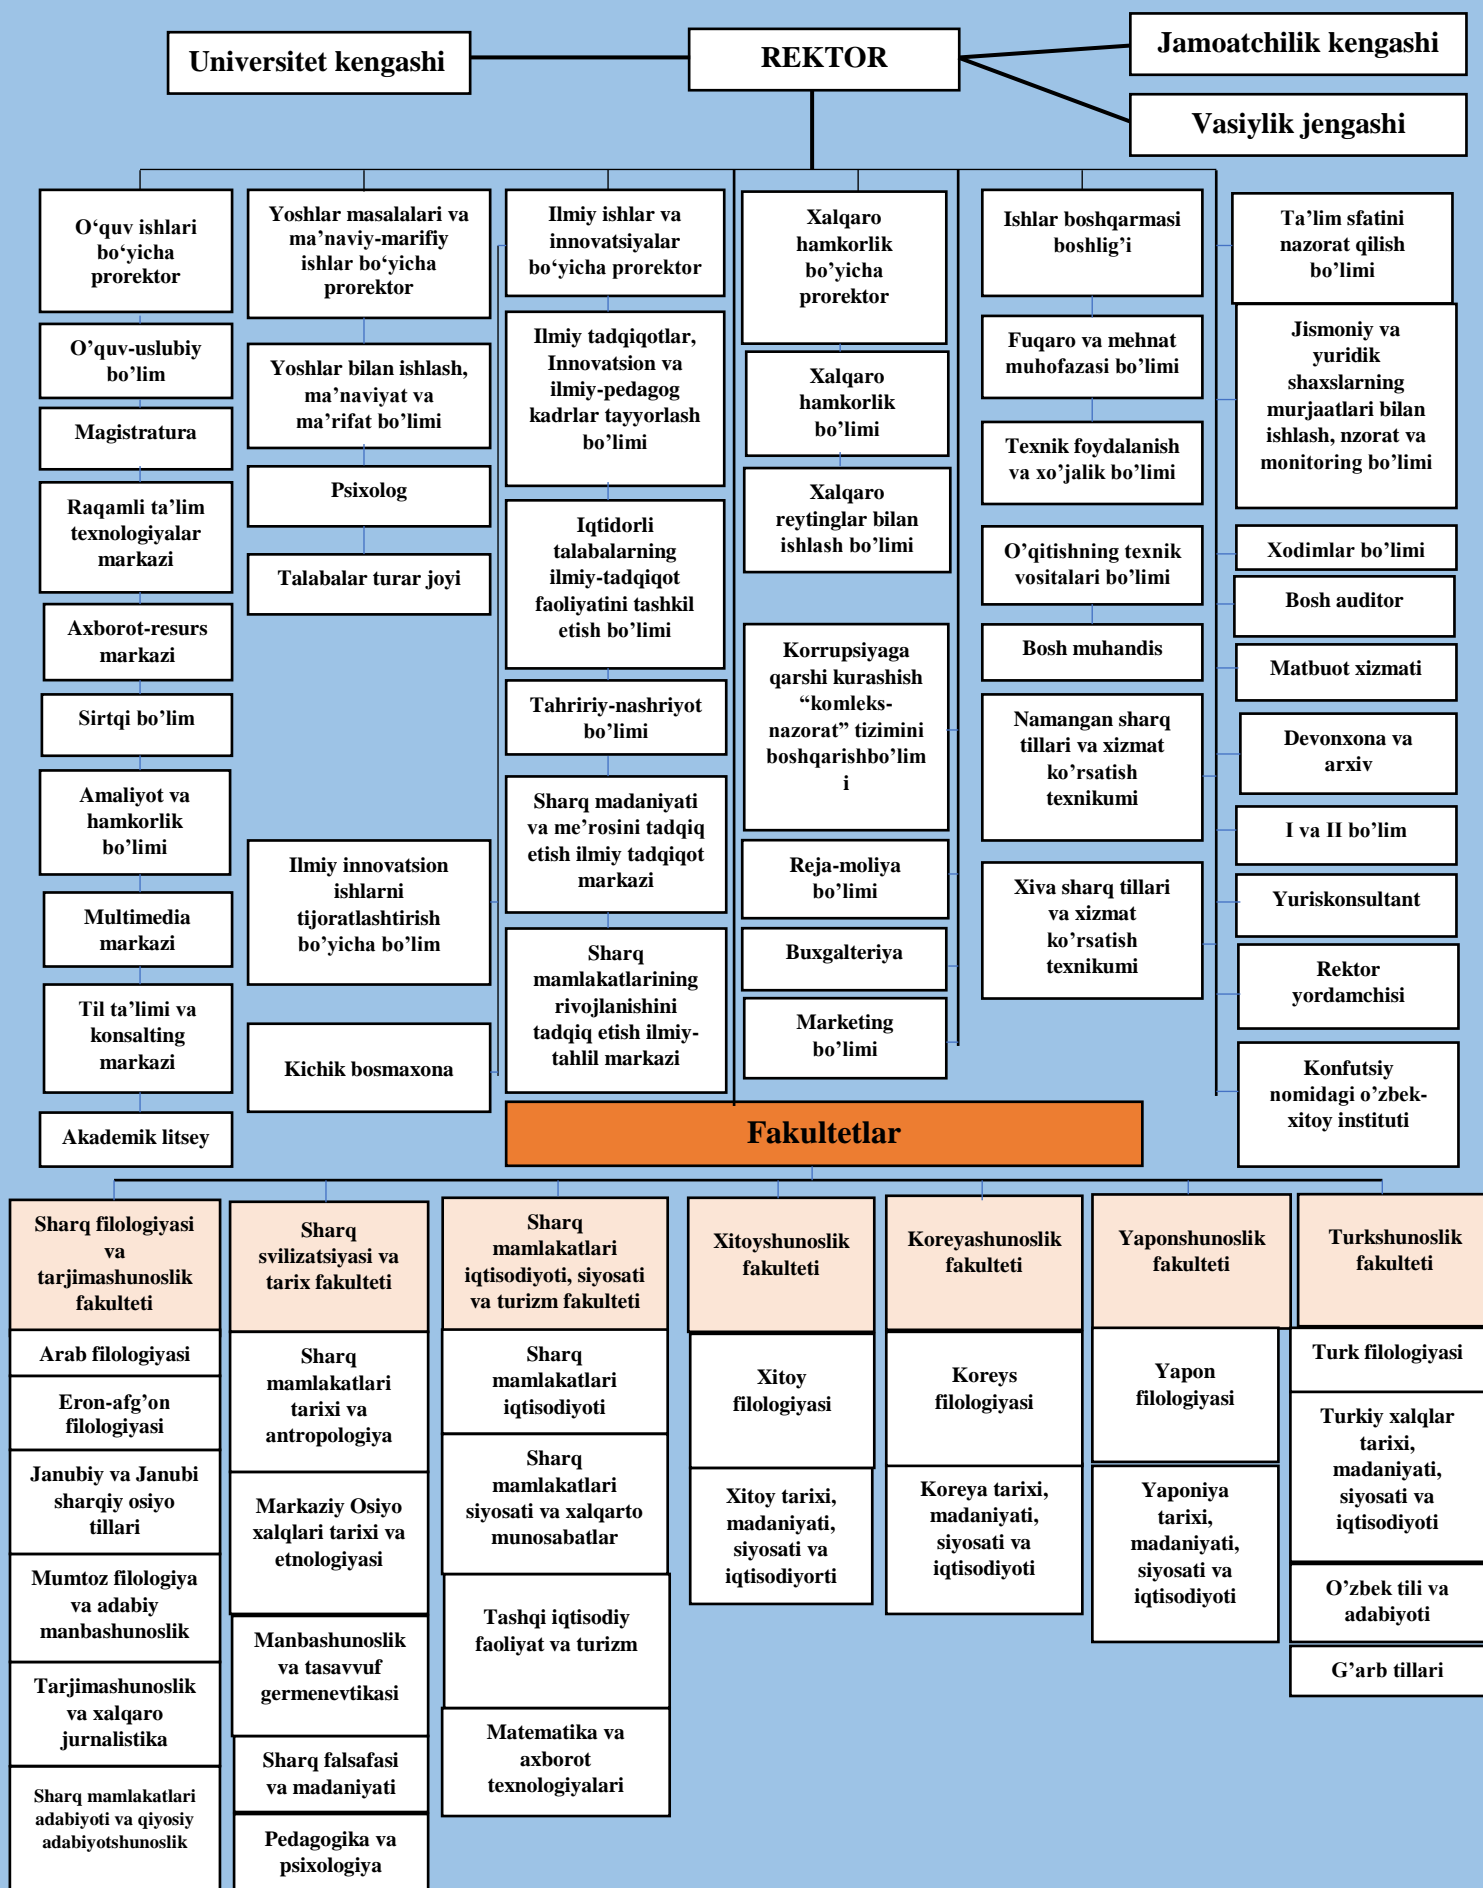 Universitet kengashi
REKTOR
Jamoatchilik kengashi
Vasiylik jengashi
O‘quv ishlari
bo‘yicha
prorektor
O’quv-uslubiy
bo’lim
Magistratura
Raqamli ta’lim
texnologiyalar
markazi
Axborot-resurs
markazi
Sirtqi bo’lim
Amaliyot va
hamkorlik
bo’limi
Multimedia
markazi
Til ta’limi va
konsalting
markazi
Akademik litsey
Yoshlar masalalari va
ma’naviy-marifiy
ishlar bo‘yicha
prorektor
Yoshlar bilan ishlash,
ma’naviyat va
ma’rifat bo’limi
Psixolog
Talabalar turar joyi
Ilmiy innovatsion
ishlarni
tijoratlashtirish
bo’yicha bo’lim
Kichik bosmaxona
Ilmiy ishlar va
innovatsiyalar
bo‘yicha prorektor
Ilmiy tadqiqotlar,
Innovatsion va
ilmiy-pedagog
kadrlar tayyorlash
bo’limi
Iqtidorli
talabalarning
ilmiy-tadqiqot
faoliyatini tashkil
etish bo’limi
Tahririy-nashriyot
bo’limi
Sharq madaniyati
va me’rosini tadqiq
etish ilmiy tadqiqot
markazi
Sharq
mamlakatlarining
rivojlanishini
tadqiq etish ilmiy-
tahlil markazi
Xalqaro
hamkorlik
bo’yicha
prorektor
Xalqaro
hamkorlik
bo’limi
Xalqaro
reytinglar bilan
ishlash bo’limi
Korrupsiyaga
qarshi kurashish
“komleks-
nazorat” tizimini
boshqarishbo’lim
i
Reja-moliya
bo’limi
Buxgalteriya
Marketing
bo’limi
Ishlar boshqarmasi
boshlig’i
Fuqaro va mehnat
muhofazasi bo’limi
Texnik foydalanish
va xo’jalik bo’limi
O’qitishning texnik
vositalari bo’limi
Bosh muhandis
Namangan sharq
tillari va xizmat
ko’rsatish
texnikumi
Xiva sharq tillari
va xizmat
ko’rsatish
texnikumi
Ta’lim sfatini
nazorat qilish
bo’limi
Jismoniy va
yuridik
shaxslarning
murjaatlari bilan
ishlash, nzorat va
monitoring bo’limi
Xodimlar bo’limi
Bosh auditor
Matbuot xizmati
Devonxona va
arxiv
I va II bo’lim
Yuriskonsultant
Rektor
yordamchisi
Konfutsiy
nomidagi o’zbek-
xitoy instituti
Fakultetlar
Sharq filologiyasi
va
tarjimashunoslik
fakulteti
Arab filologiyasi
Eron-afg’on
filologiyasi
Janubiy va Janubi
sharqiy osiyo
tillari
Mumtoz filologiya
va adabiy
manbashunoslik
Tarjimashunoslik
va xalqaro
jurnalistika
Sharq mamlakatlari
adabiyoti va qiyosiy
adabiyotshunoslik
Sharq
svilizatsiyasi va
tarix fakulteti
Sharq
mamlakatlari
tarixi va
antropologiya
Markaziy Osiyo
xalqlari tarixi va
etnologiyasi
Manbashunoslik
va tasavvuf
germenevtikasi
Sharq falsafasi
va madaniyati
Pedagogika va
psixologiya
Sharq
mamlakatlari
iqtisodiyoti, siyosati
va turizm fakulteti
Sharq
mamlakatlari
iqtisodiyoti
Sharq
mamlakatlari
siyosati va xalqarto
munosabatlar
Tashqi iqtisodiy
faoliyat va turizm
Matematika va
axborot
texnologiyalari
Xitoyshunoslik
fakulteti
Xitoy
filologiyasi
Xitoy tarixi,
madaniyati,
siyosati va
iqtisodiyorti
Koreyashunoslik
fakulteti
Koreys
filologiyasi
Koreya tarixi,
madaniyati,
siyosati va
iqtisodiyoti
Yaponshunoslik
fakulteti
Yapon
filologiyasi
Yaponiya
tarixi,
madaniyati,
siyosati va
iqtisodiyoti
Turkshunoslik
fakulteti
Turk filologiyasi
Turkiy xalqlar
tarixi,
madaniyati,
siyosati va
iqtisodiyoti
O’zbek tili va
adabiyoti
G’arb tillari